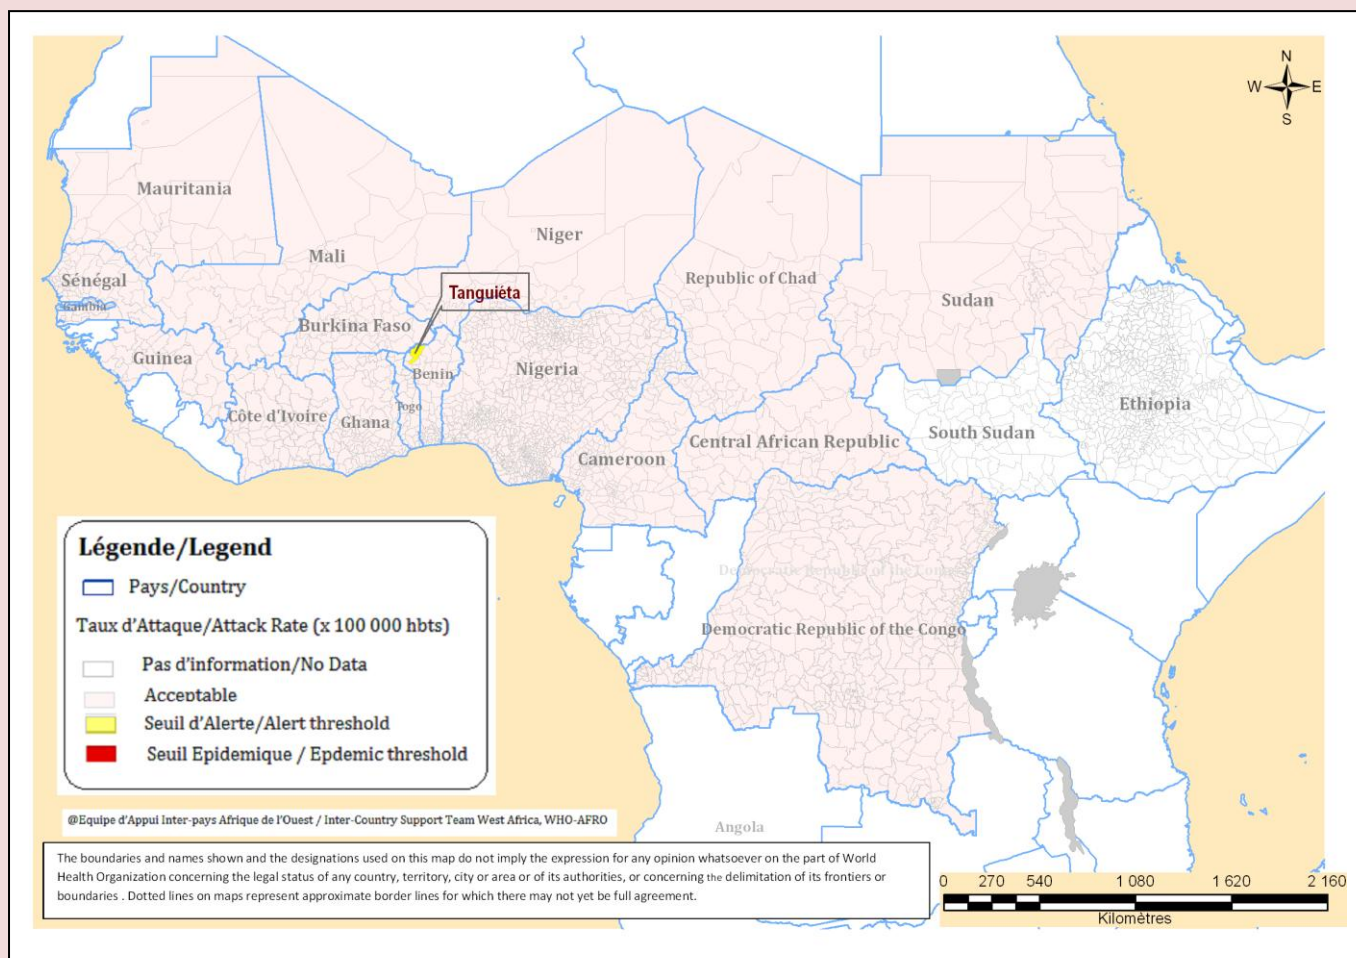 N
W E
S
Mauritania
Mali
Niger
Republic of Chad
Sudan
Sénégal
Gambia
Tanguiéta
Burkina Faso
Guinea
Benin
Nigeria
Ethiopia
Côte d'Ivoire
Ghana
Togo
South Sudan
Central African Republic
Cameroon
Democratic Republic of the Congo
Democratic Republic of the Congo
Angola
Légende/Legend
Pays/Country
Taux d'Attaque/Attack Rate (x 100 000 hbts)
Pas d'information/No Data
Acceptable
Seuil d'Alerte/Alert threshold
Seuil Epidemique / Epdemic threshold
@Equipe d'Appui Inter-pays Afrique de l'Ouest / Inter-Country Support Team West Africa, WHO-AFRO
The boundaries and names shown and the designations used on this map do not imply the expression for any opinion whatsoever on the part of World
Health Organization concerning the legal status of any country, territory, city or area or of its authorities, or concerning the delimitation of its frontiers or
boundaries . Dotted lines on maps represent approximate border lines for which there may not yet be full agreement.
0 270 540 1 080 1 620 2 160
Kilomètres